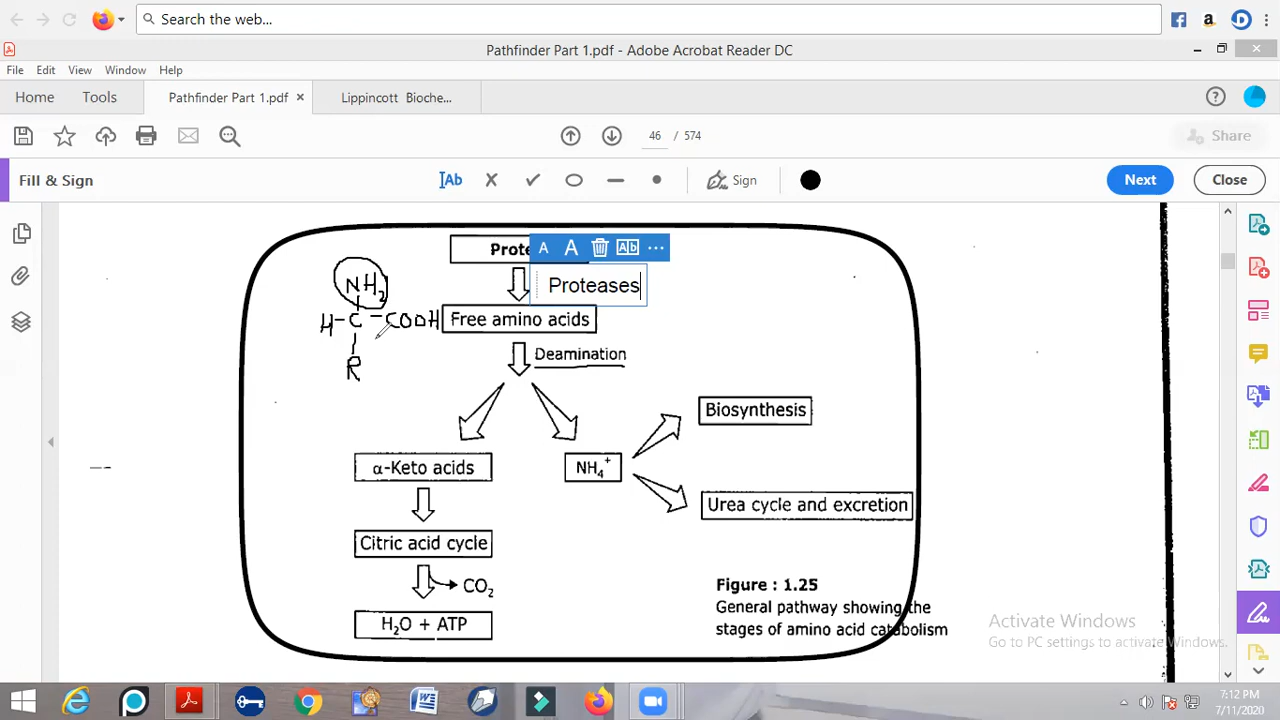 Search the web...
Pathfinder Part 1.pdf - Adobe Acrobat Reader DC
File Edit View Window Help
Home Tools Pathfinder Part 1.pdf × Lippincott Bioche...
46 / 574
Share
Fill & Sign
Ab
Sign
Next
Close
A A Ab ...
Prote
Proteases
NH2
H-C-COOH
R
Free amino acids
Deamination
Biosynthesis
α-Keto acids
NH4+
Urea cycle and excretion
Citric acid cycle
CO2
H2O + ATP
Figure : 1.25
General pathway showing the
stages of amino acid catabolism
Activate Windows
Go to PC settings to activate Windows.
7:12 PM
7/11/2020